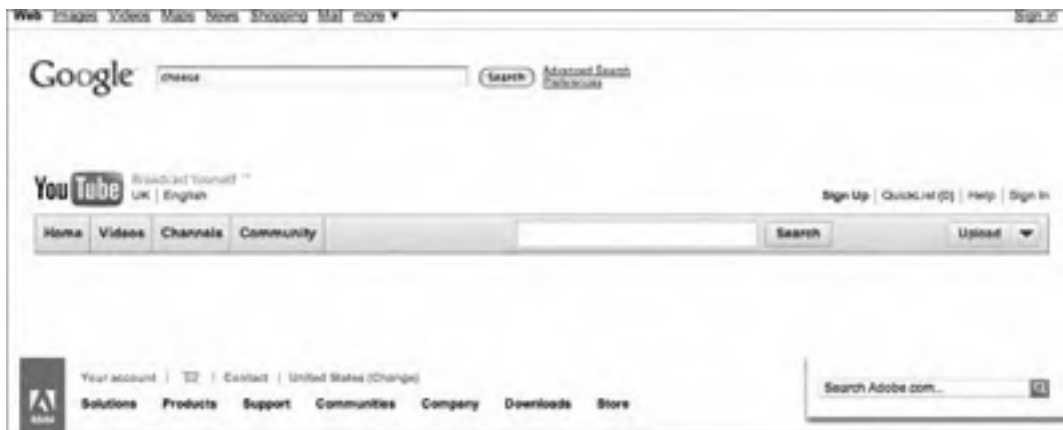 Web Images Videos Maps News Shopping Mail more ▼ Sign in
Google cheese Search Advanced Search
Preferences
YouTube Broadcast Yourself ™
UK | English Sign Up | QuickList (0) | Help | Sign In
Home Videos Channels Community Search Upload
Your account | | Contact | United States (Change)
Search Adobe.com...
Solutions Products Support Communities Company Downloads Store
Adobe